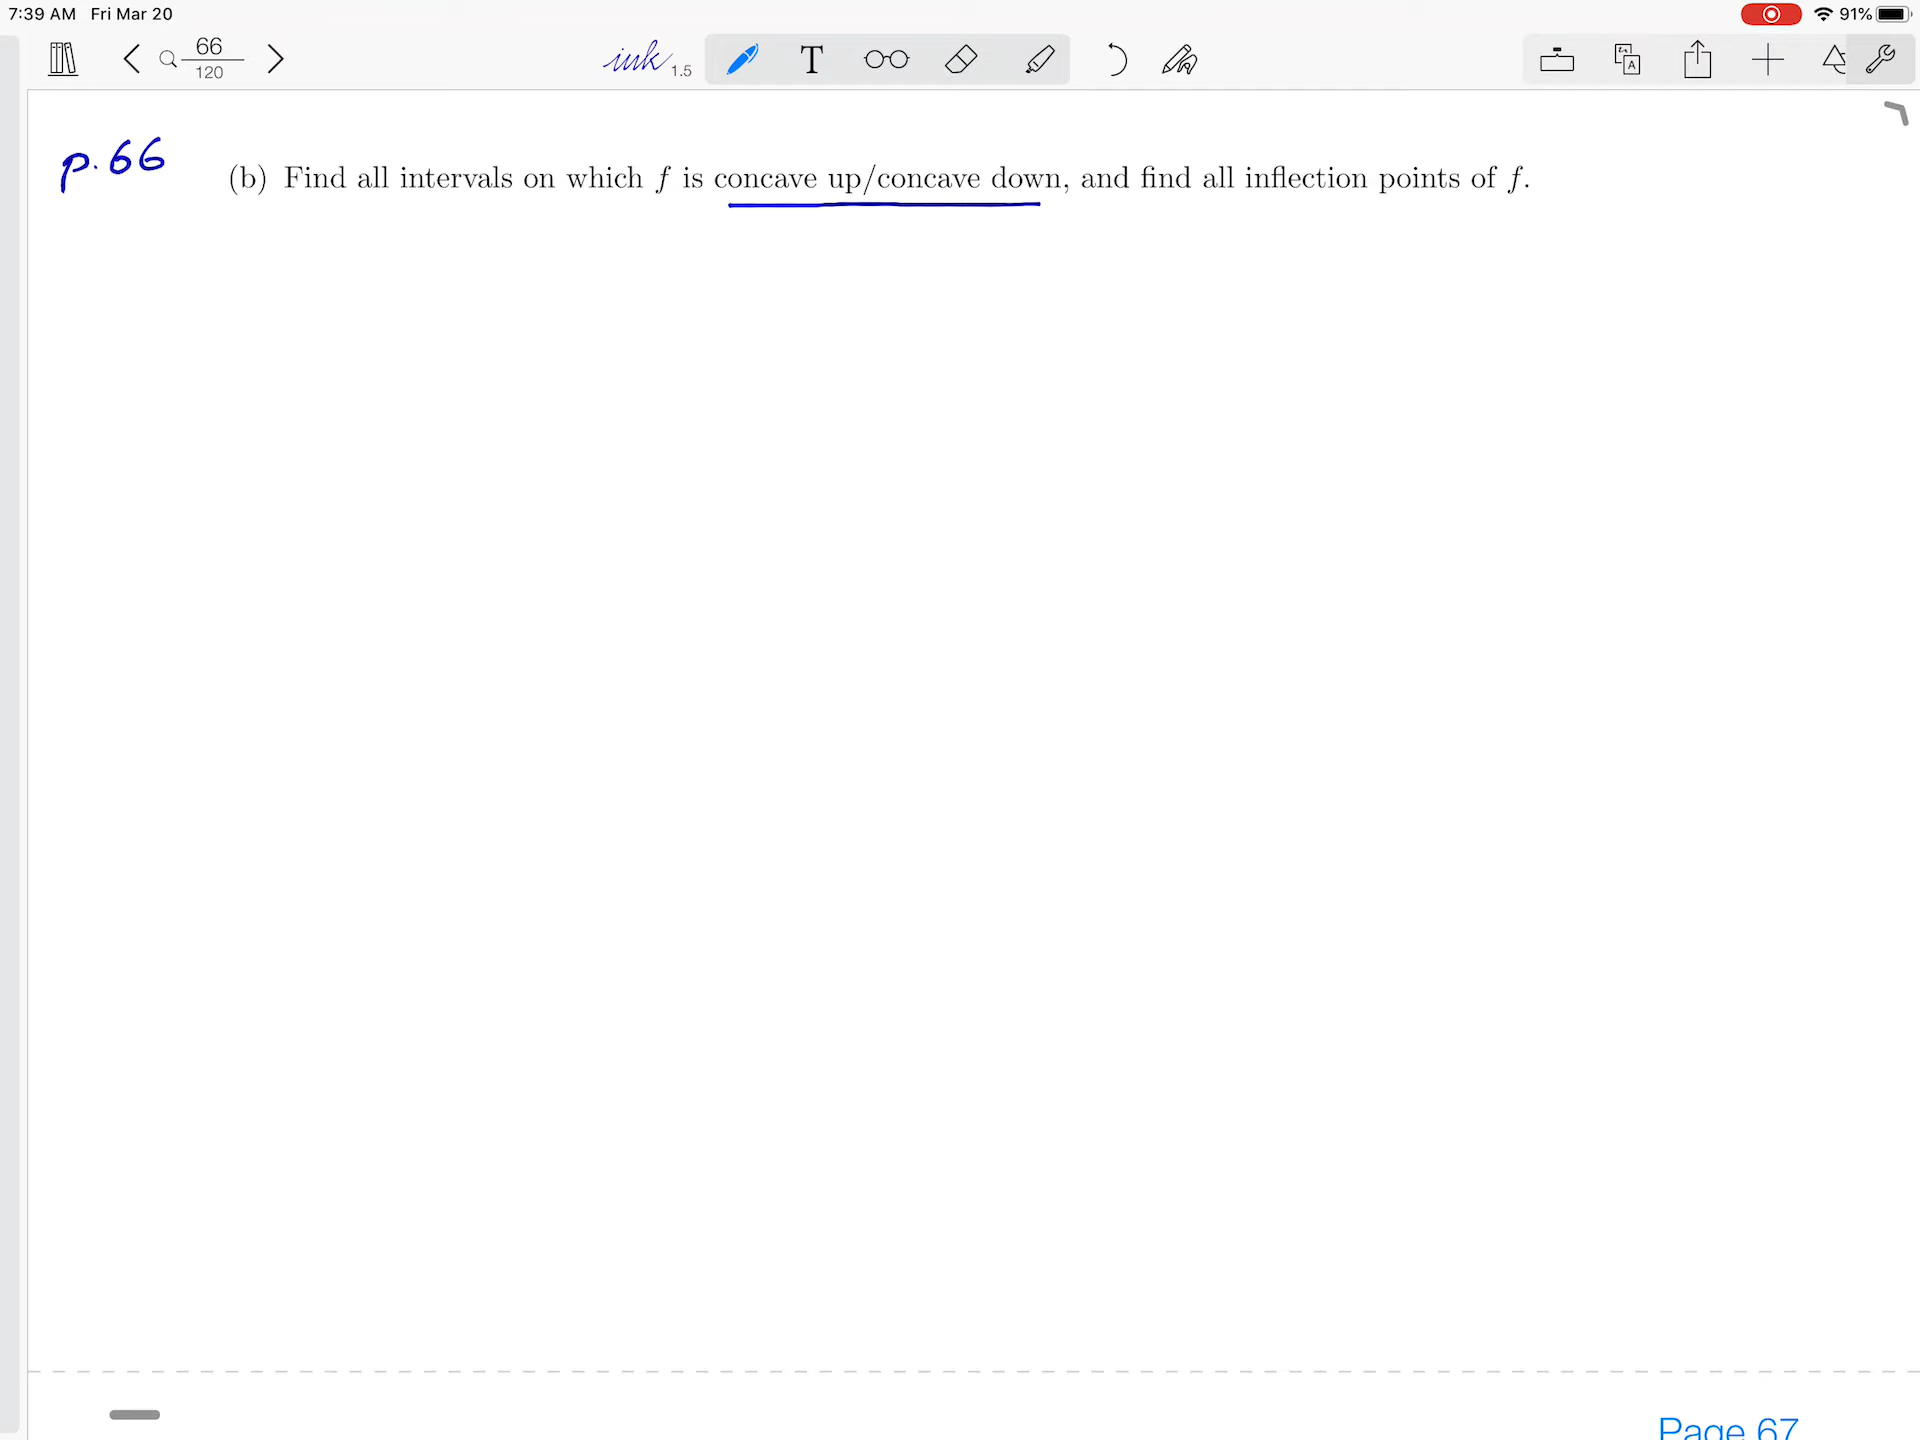 7:39 AM Fri Mar 20 91%
66
120
ink 1.5 T A
p. 66
(b) Find all intervals on which f is concave up/concave down, and find all inflection points of f.
Page 67